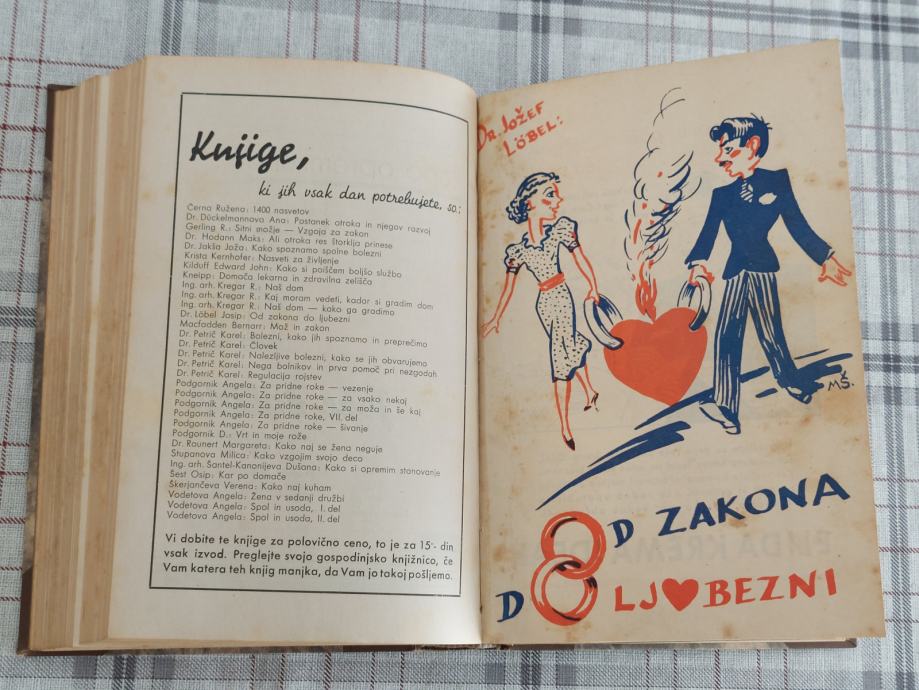 Knjige,
ki jih vsak dan potrebujete, so:
Černa Ružena: 1400 nasvetov
Dr. Dückelmannova Ana: Postanek otroka in njegov razvoj
Gerling R.: Sitni možje — Vzgoja za zakon
Dr. Hodann Maks: Ali otroka res štorklja prinese
Dr. Jakša Joža: Kako spoznamo spolne bolezni
Krista Kernhofer: Nasveti za življenje
Kilduff Edward John: Kako si poiščem boljšo službo
Kneipp: Domača lekarna in zdravilna zelišča
Ing. arh. Kregar R.: Naš dom
Ing. arh. Kregar R.: Kaj moram vedeti, kadar si gradim dom
Ing. arh. Kregar R.: Naš dom — kako ga gradimo
Dr. Löbel Josip: Od zakona do ljubezni
Macfadden Bernarr: Mož in zakon
Dr. Petrič Karel: Bolezni, kako jih spoznamo in preprečimo
Dr. Petrič Karel: Človek
Dr. Petrič Karel: Nalezljive bolezni, kako se jih obvarujemo
Dr. Petrič Karel: Nega bolnikov in prva pomoč pri nezgodah
Dr. Petrič Karel: Regulacija rojstev
Podgornik Angela: Za pridne roke — vezenje
Podgornik Angela: Za pridne roke — za vsako nekaj
Podgornik Angela: Za pridne roke — za moža in še kaj
Podgornik Angela: Za pridne roke, VII. del
Podgornik Angela: Za pridne roke — šivanje
Podgornik D.: Vrt in moje rože
Dr. Raunert Margareta: Kako naj se žena neguje
Stupanova Milica: Kako vzgojim svojo deco
Ing. arh. Šantel-Kanonijeva Dušana: Kako si opremim stanovanje
Šest Osip: Kar po domače
Škerjančeva Verena: Kako naj kuham
Vodetova Angela: Žena v sedanji družbi
Vodetova Angela: Spol in usoda, I. del
Vodetova Angela: Spol in usoda, II. del
Vi dobite te knjige za polovično ceno, to je za 15·- din
vsak izvod. Preglejte svojo gospodinjsko knjižnico, če
Vam katera teh knjig manjka, da Vam jo takoj pošljemo.
DR. JOŽEF
LÖBEL:
MŠ.
OD ZAKONA
DO LJ♥BEZNI